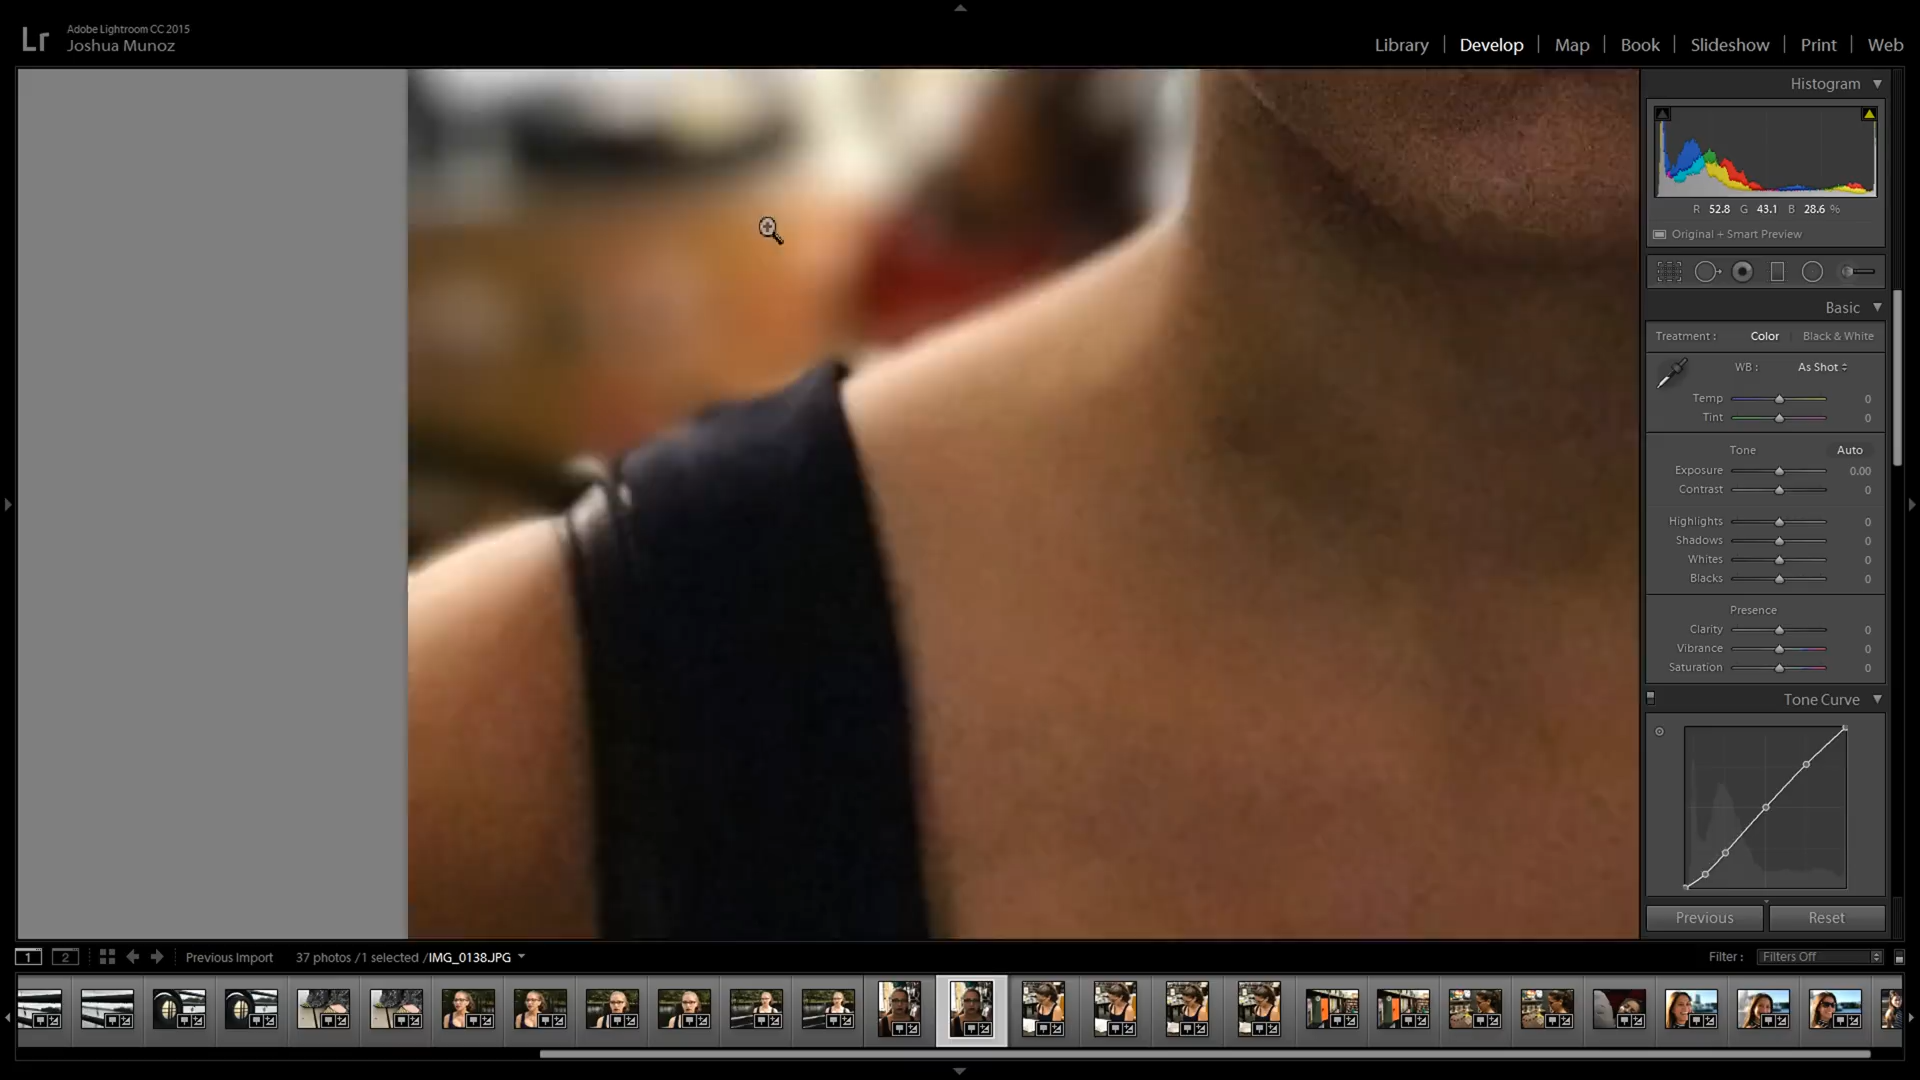 Lr
Adobe Lightroom CC 2015
Joshua Munoz
Library | Develop | Map | Book | Slideshow | Print | Web
Histogram
R 52.8 G 43.1 B 28.6 %
Original + Smart Preview
Basic
Treatment : Color Black & White
WB : As Shot
Temp 0
Tint 0
Tone Auto
Exposure 0.00
Contrast 0
Highlights 0
Shadows 0
Whites 0
Blacks 0
Presence
Clarity 0
Vibrance 0
Saturation 0
Tone Curve
Previous Reset
1 2 Previous Import 37 photos /1 selected /IMG_0138.JPG Filter : Filters Off